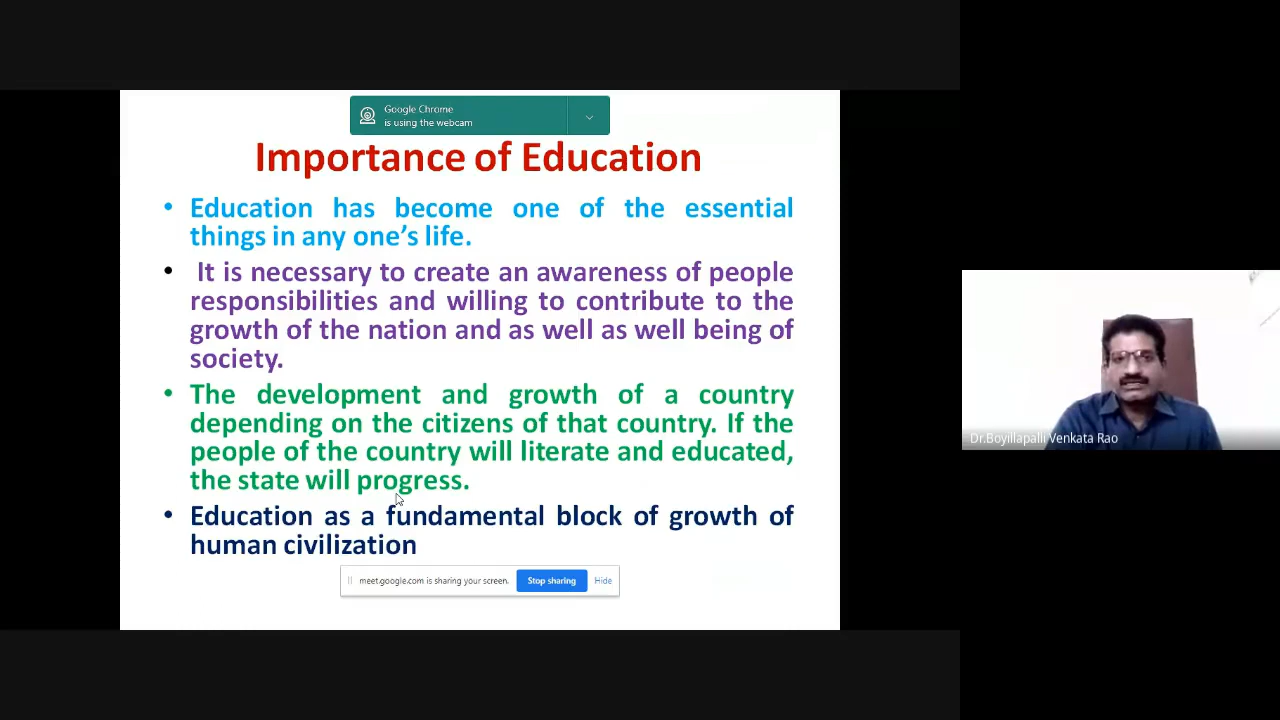 Google Chrome
is using the webcam
Importance of Education
• Education has become one of the essential
things in any one's life.
• It is necessary to create an awareness of people
responsibilities and willing to contribute to the
growth of the nation and as well as well being of
society.
• The development and growth of a country
depending on the citizens of that country. If the
people of the country will literate and educated,
the state will progress.
• Education as a fundamental block of growth of
human civilization
meet.google.com is sharing your screen. Stop sharing Hide
Dr.Boyillapalli Venkata Rao